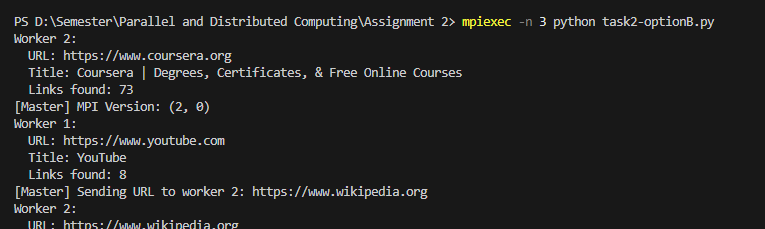 PS D:\Semester\Parallel and Distributed Computing\Assignment 2> mpiexec -n 3 python task2-optionB.py
Worker 2:
  URL: https://www.coursera.org
  Title: Coursera | Degrees, Certificates, & Free Online Courses
  Links found: 73
[Master] MPI Version: (2, 0)
Worker 1:
  URL: https://www.youtube.com
  Title: YouTube
  Links found: 8
[Master] Sending URL to worker 2: https://www.wikipedia.org
Worker 2:
  URL: https://www.wikipedia.org